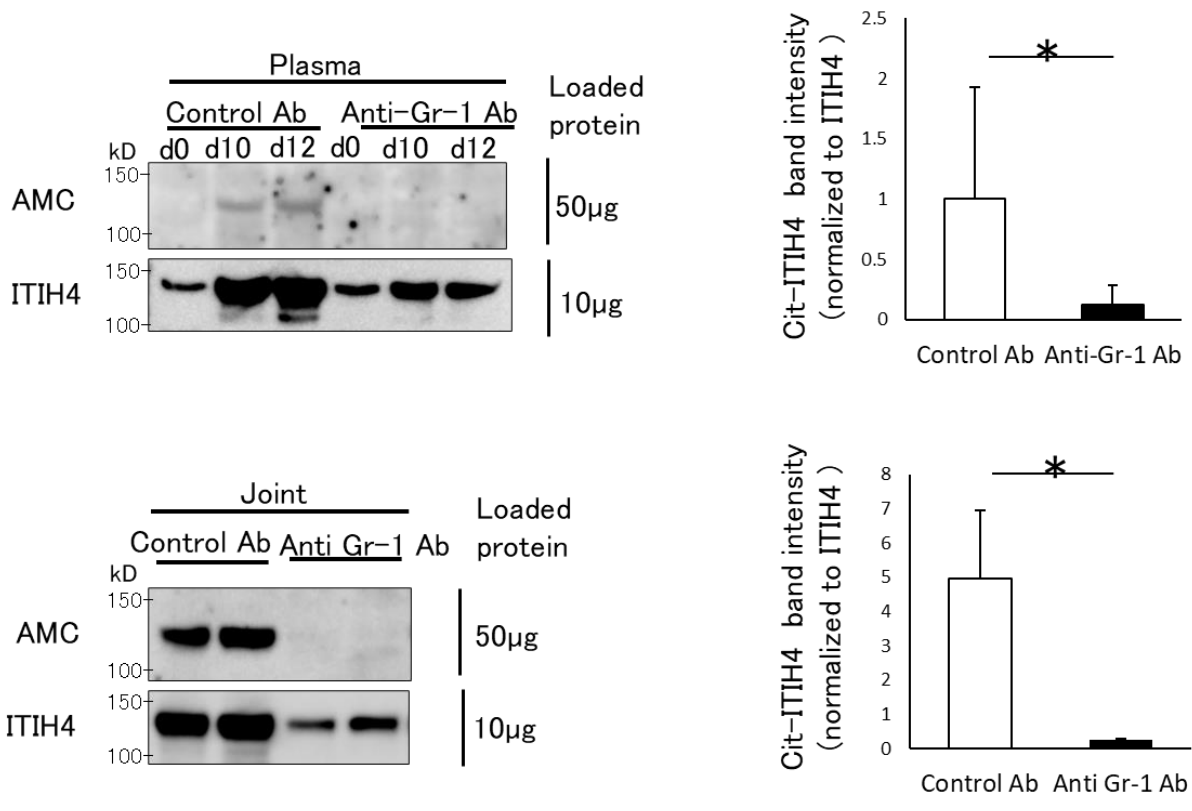 Plasma
Control Ab Anti-Gr-1 Ab
Loaded
protein
kD d0 d10 d12 d0 d10 d12
150-
AMC
100-
50μg
150-
ITIH4
100-
10μg
Cit-ITIH4 band intensity
(normalized to ITIH4 )
2.5
2
1.5
1
0.5
0
*
Control Ab Anti-Gr-1 Ab
Joint
Control Ab Anti Gr-1 Ab
Loaded
protein
kD
150-
AMC
100-
50μg
150-
ITIH4
100-
10μg
Cit-ITIH4 band intensity
(normalized to ITIH4 )
8
7
6
5
4
3
2
1
0
*
Control Ab Anti Gr-1 Ab